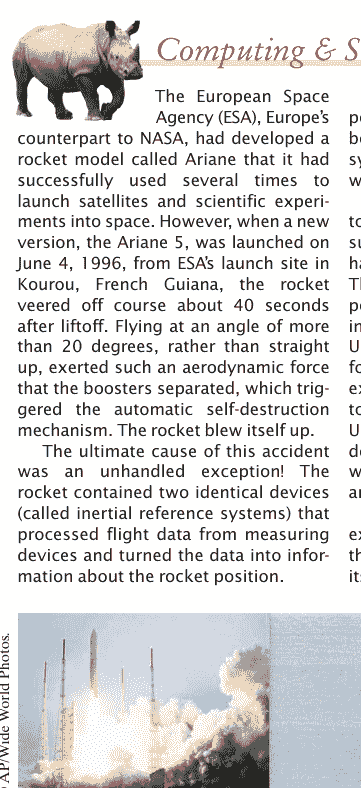 Computing & S
The European Space
Agency (ESA), Europe's
counterpart to NASA, had developed a
rocket model called Ariane that it had
successfully used several times to
launch satellites and scientific experi-
ments into space. However, when a new
version, the Ariane 5, was launched on
June 4, 1996, from ESA's launch site in
Kourou, French Guiana, the rocket
veered off course about 40 seconds
after liftoff. Flying at an angle of more
than 20 degrees, rather than straight
up, exerted such an aerodynamic force
that the boosters separated, which trig-
gered the automatic self-destruction
mechanism. The rocket blew itself up.
The ultimate cause of this accident
was an unhandled exception! The
rocket contained two identical devices
(called inertial reference systems) that
processed flight data from measuring
devices and turned the data into infor-
mation about the rocket position.
AP/Wide World Photos.